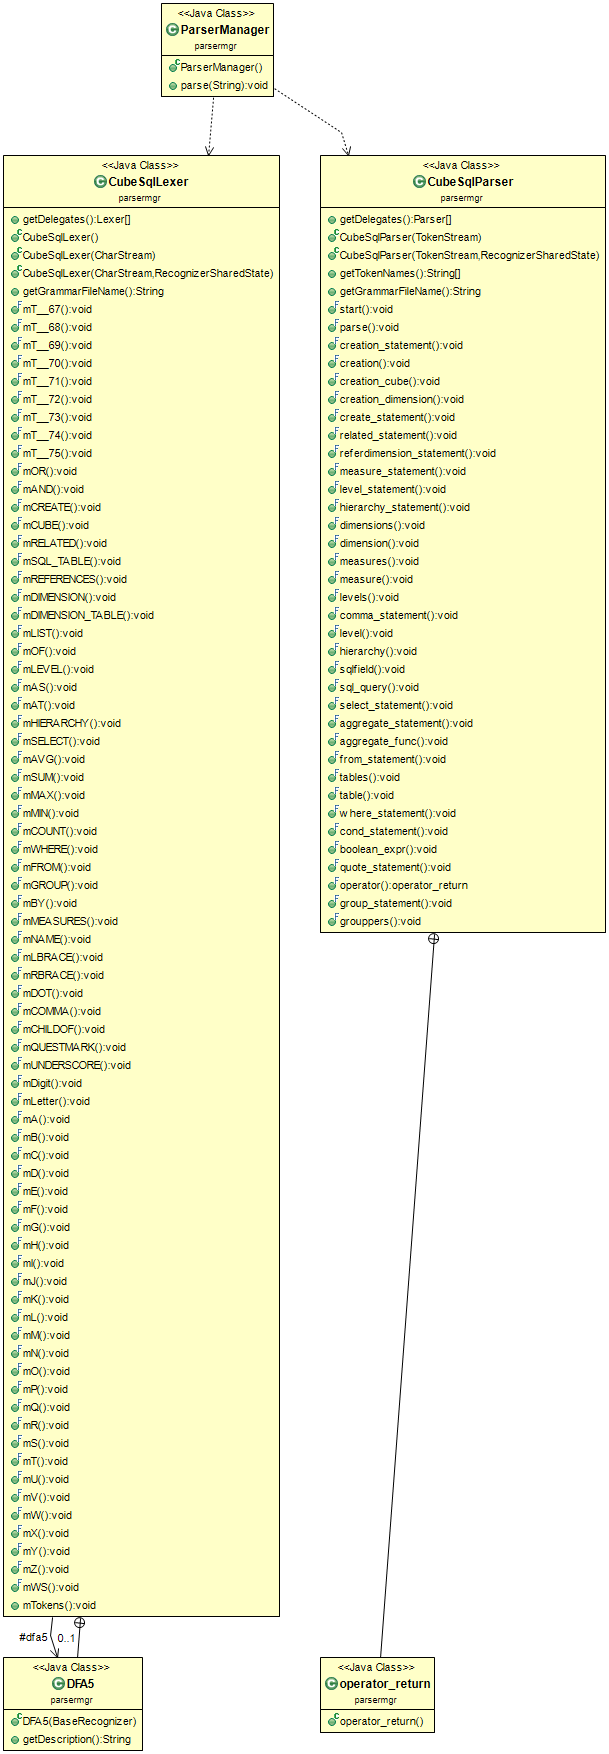 <<Java Class>>
ParserManager
parsermgr
ParserManager()
parse(String):void
<<Java Class>>
CubeSqlLexer
parsermgr
getDelegates():Lexer[]
CubeSqlLexer()
CubeSqlLexer(CharStream)
CubeSqlLexer(CharStream,RecognizerSharedState)
getGrammarFileName():String
mT__67():void
mT__68():void
mT__69():void
mT__70():void
mT__71():void
mT__72():void
mT__73():void
mT__74():void
mT__75():void
mOR():void
mAND():void
mCREATE():void
mCUBE():void
mRELATED():void
mSQL_TABLE():void
mREFERENCES():void
mDIMENSION():void
mDIMENSION_TABLE():void
mLIST():void
mOF():void
mLEVEL():void
mAS():void
mAT():void
mHIERARCHY():void
mSELECT():void
mAVG():void
mSUM():void
mMAX():void
mMIN():void
mCOUNT():void
mWHERE():void
mFROM():void
mGROUP():void
mBY():void
mMEASURES():void
mNAME():void
mLBRACE():void
mRBRACE():void
mDOT():void
mCOMMA():void
mCHILDOF():void
mQUESTMARK():void
mUNDERSCORE():void
mDigit():void
mLetter():void
mA():void
mB():void
mC():void
mD():void
mE():void
mF():void
mG():void
mH():void
mI():void
mJ():void
mK():void
mL():void
mM():void
mN():void
mO():void
mP():void
mQ():void
mR():void
mS():void
mT():void
mU():void
mV():void
mW():void
mX():void
mY():void
mZ():void
mWS():void
mTokens():void
<<Java Class>>
CubeSqlParser
parsermgr
getDelegates():Parser[]
CubeSqlParser(TokenStream)
CubeSqlParser(TokenStream,RecognizerSharedState)
getTokenNames():String[]
getGrammarFileName():String
start():void
parse():void
creation_statement():void
creation():void
creation_cube():void
creation_dimension():void
create_statement():void
related_statement():void
referdimension_statement():void
measure_statement():void
level_statement():void
hierarchy_statement():void
dimensions():void
dimension():void
measures():void
measure():void
levels():void
comma_statement():void
level():void
hierarchy():void
sqlfield():void
sql_query():void
select_statement():void
aggregate_statement():void
aggregate_func():void
from_statement():void
tables():void
table():void
where_statement():void
cond_statement():void
boolean_expr():void
quote_statement():void
operator():operator_return
group_statement():void
grouppers():void
#dfa5
0..1
<<Java Class>>
DFA5
parsermgr
DFA5(BaseRecognizer)
getDescription():String
<<Java Class>>
operator_return
parsermgr
operator_return()